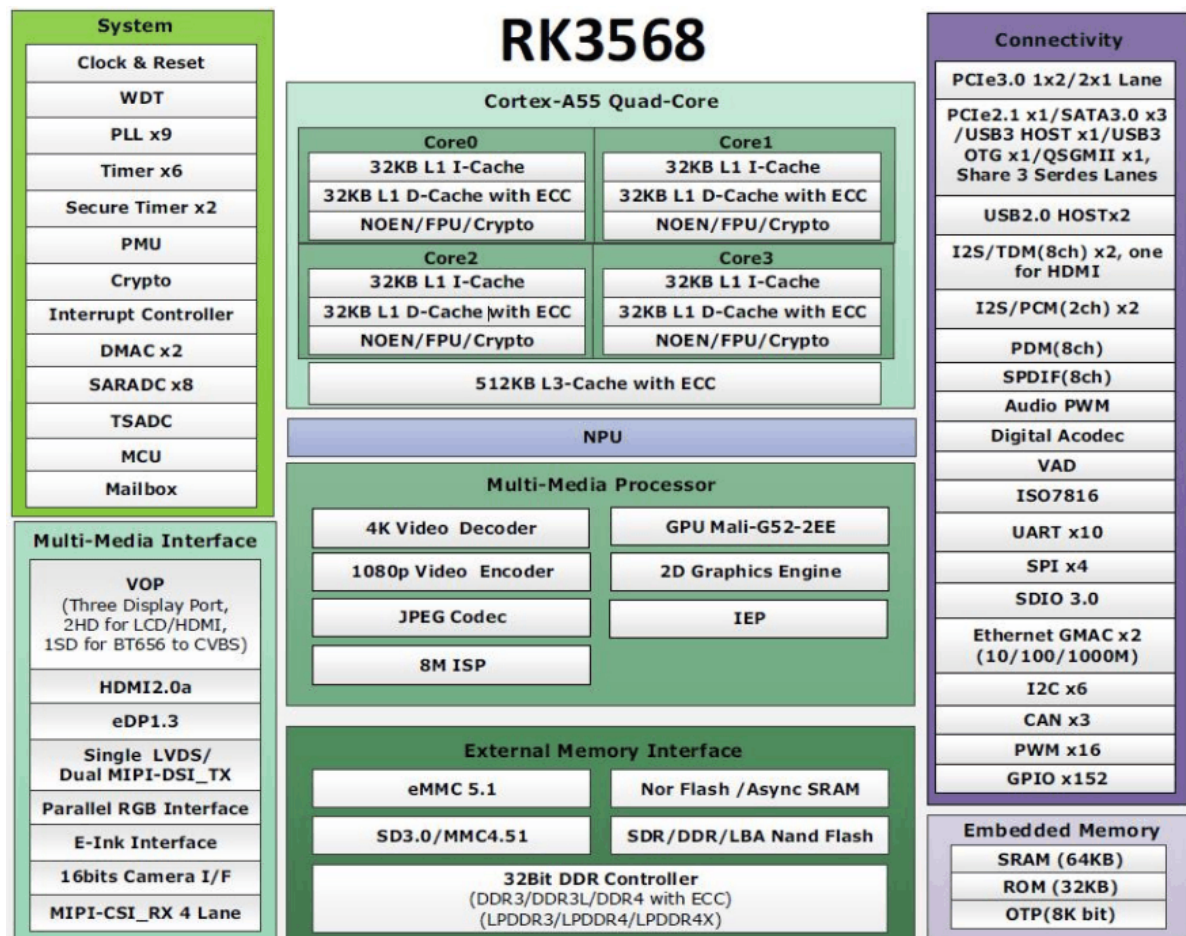 RK3568
System
Clock & Reset
WDT
PLL x9
Timer x6
Secure Timer x2
PMU
Crypto
Interrupt Controller
DMAC x2
SARADC x8
TSADC
MCU
Mailbox
Multi-Media Interface
VOP
(Three Display Port,
2HD for LCD/HDMI,
1SD for BT656 to CVBS)
HDMI2.0a
eDP1.3
Single LVDS/
Dual MIPI-DSI_TX
Parallel RGB Interface
E-Ink Interface
16bits Camera I/F
MIPI-CSI_RX 4 Lane
Cortex-A55 Quad-Core
Core0
32KB L1 I-Cache
32KB L1 D-Cache with ECC
NOEN/FPU/Crypto
Core1
32KB L1 I-Cache
32KB L1 D-Cache with ECC
NOEN/FPU/Crypto
Core2
32KB L1 I-Cache
32KB L1 D-Cache with ECC
NOEN/FPU/Crypto
Core3
32KB L1 I-Cache
32KB L1 D-Cache with ECC
NOEN/FPU/Crypto
512KB L3-Cache with ECC
NPU
Multi-Media Processor
4K Video Decoder
GPU Mali-G52-2EE
1080p Video Encoder
2D Graphics Engine
JPEG Codec
IEP
8M ISP
External Memory Interface
eMMC 5.1
Nor Flash /Async SRAM
SD3.0/MMC4.51
SDR/DDR/LBA Nand Flash
32Bit DDR Controller
(DDR3/DDR3L/DDR4 with ECC)
(LPDDR3/LPDDR4/LPDDR4X)
Connectivity
PCIe3.0 1x2/2x1 Lane
PCIe2.1 x1/SATA3.0 x3
/USB3 HOST x1/USB3
OTG x1/QSGMII x1,
Share 3 Serdes Lanes
USB2.0 HOSTx2
I2S/TDM(8ch) x2, one
for HDMI
I2S/PCM(2ch) x2
PDM(8ch)
SPDIF(8ch)
Audio PWM
Digital Acodec
VAD
ISO7816
UART x10
SPI x4
SDIO 3.0
Ethernet GMAC x2
(10/100/1000M)
I2C x6
CAN x3
PWM x16
GPIO x152
Embedded Memory
SRAM (64KB)
ROM (32KB)
OTP(8K bit)